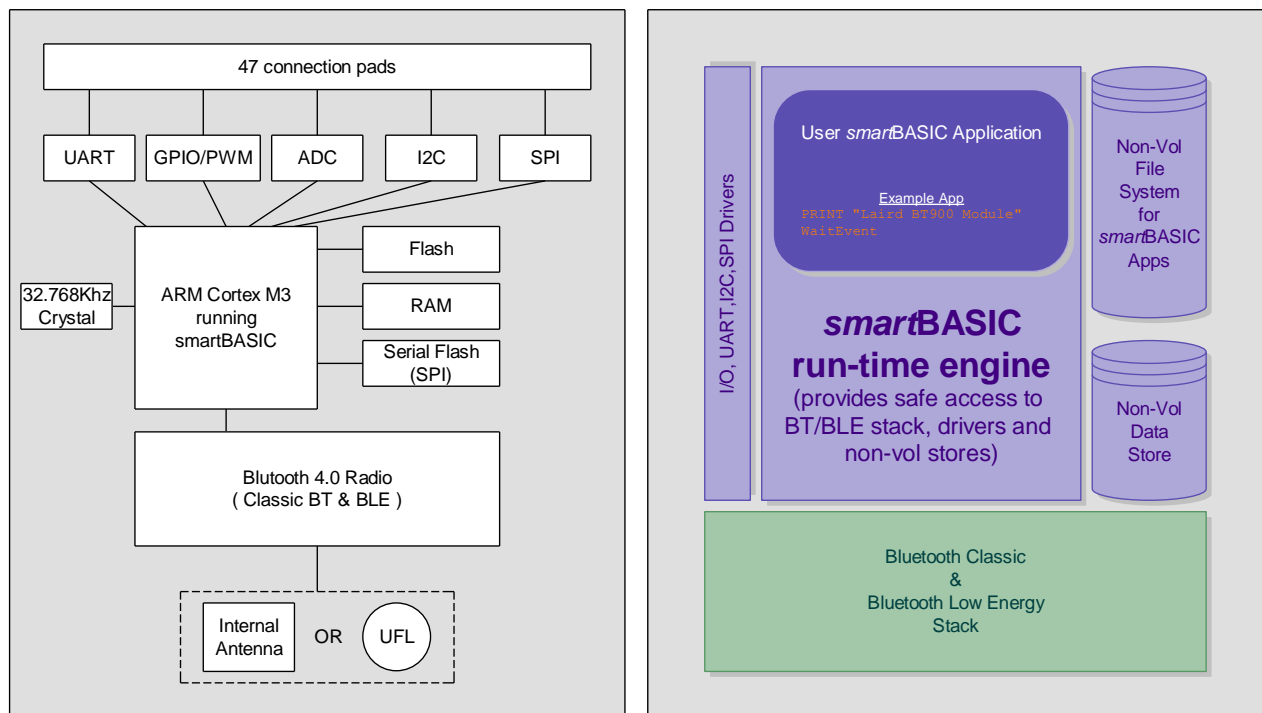 47 connection pads
UART
GPIO/PWM
ADC
I2C
SPI
ARM Cortex M3
running
smartBASIC
32.768Khz
Crystal
Flash
RAM
Serial Flash
(SPI)
Blutooth 4.0 Radio
( Classic BT & BLE )
Internal
Antenna
OR
UFL
I/O, UART,I2C,SPI Drivers
User smartBASIC Application
Example App
PRINT "Laird BT900 Module"
WaitEvent
smartBASIC
run-time engine
(provides safe access to
BT/BLE stack, drivers and
non-vol stores)
Non-Vol
File
System
for
smartBASIC
Apps
Non-Vol
Data
Store
Bluetooth Classic
&
Bluetooth Low Energy
Stack